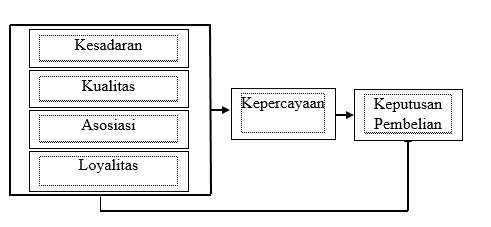 Kesadaran
Kualitas
Asosiasi
Loyalitas
Kepercayaan
Keputusan
Pembelian